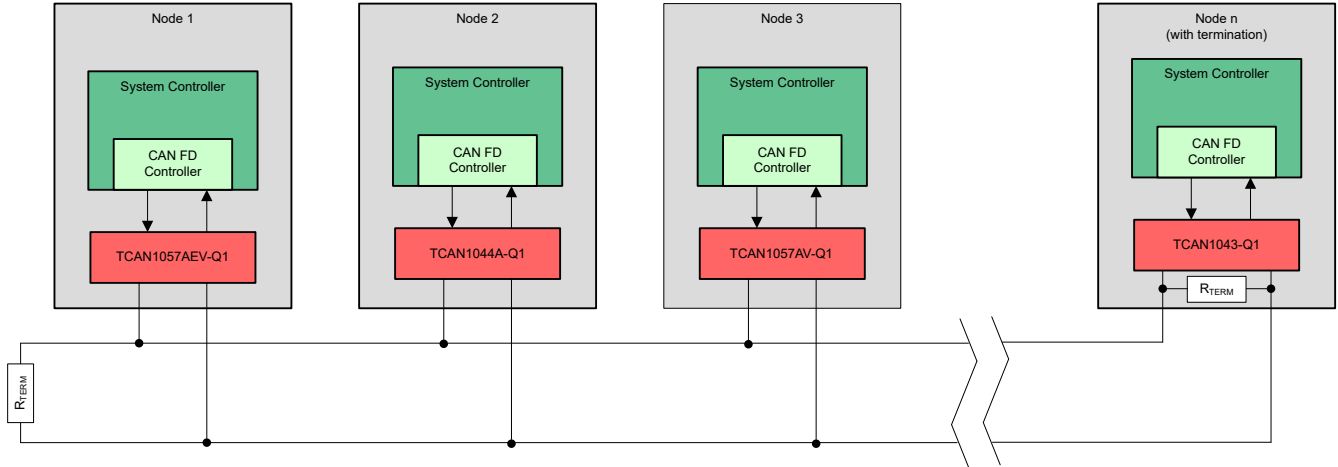 Node 1
System Controller
CAN FD
Controller
TCAN1057AEV-Q1
Node 2
System Controller
CAN FD
Controller
TCAN1044A-Q1
Node 3
System Controller
CAN FD
Controller
TCAN1057AV-Q1
Node n
(with termination)
System Controller
CAN FD
Controller
TCAN1043-Q1
RTERM
RTERM